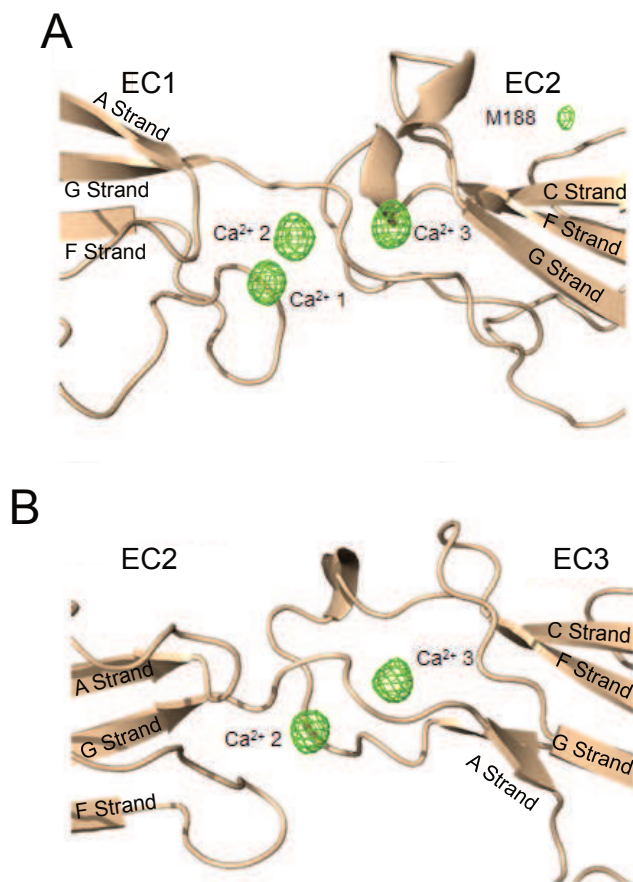 A
EC1
EC2
A Strand
M188
G Strand
C Strand
F Strand
Ca²⁺ 2
Ca²⁺ 3
F Strand
G Strand
Ca²⁺ 1
B
EC2
EC3
C Strand
A Strand
Ca²⁺ 3
F Strand
G Strand
Ca²⁺ 2
G Strand
A Strand
F Strand